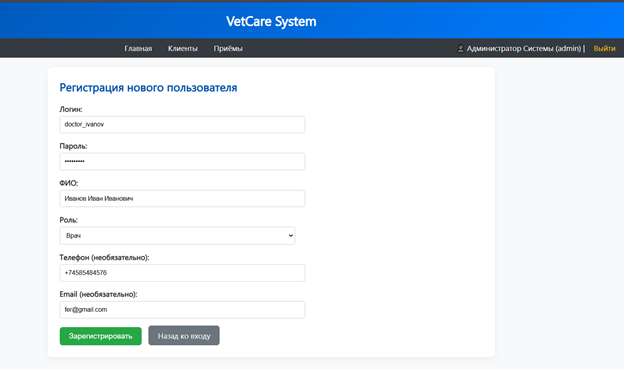 VetCare System
Главная Клиенты Приёмы Администратор Системы (admin) | Выйти
Регистрация нового пользователя
Логин:
doctor_ivanov
Пароль:
•••••••••
ФИО:
Иванов Иван Иванович
Роль:
Врач
Телефон (необязательно):
+74585484576
Email (необязательно):
fer@gmail.com
Зарегистрировать Назад ко входу